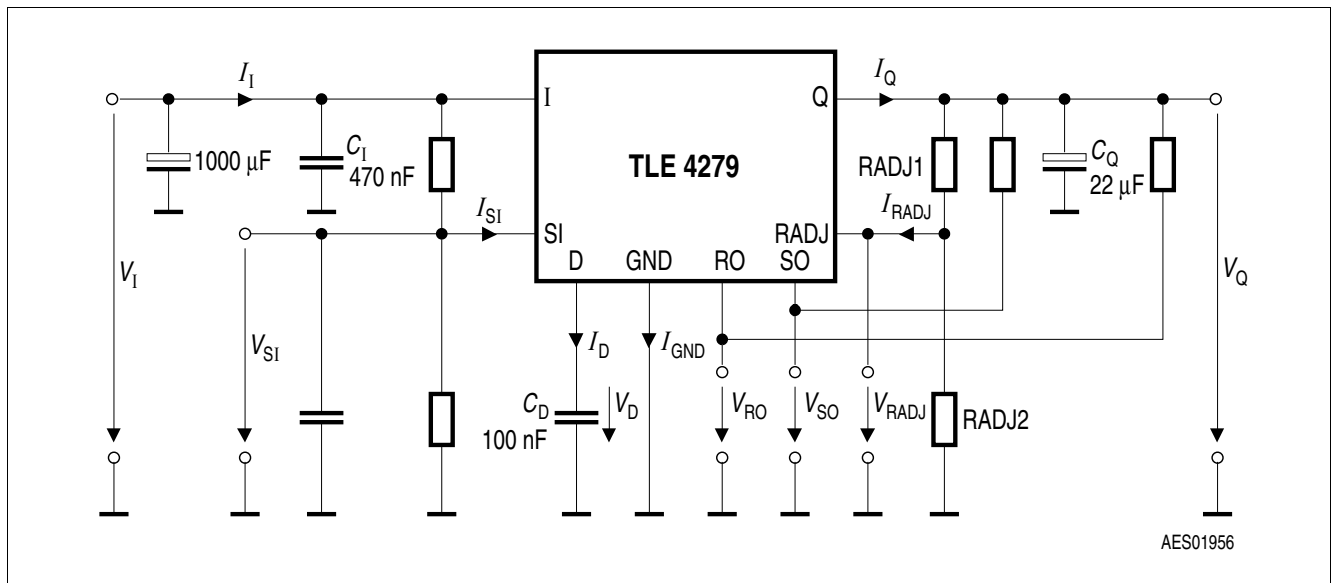 I_I
I
Q
I_Q
1000 µF
C_I
470 nF
TLE 4279
RADJ1
C_Q
22 µF
I_SI
SI
RADJ
I_RADJ
D
GND
RO
SO
V_I
V_SI
I_D
I_GND
V_Q
C_D
100 nF
V_D
V_RO
V_SO
V_RADJ
RADJ2
AES01956